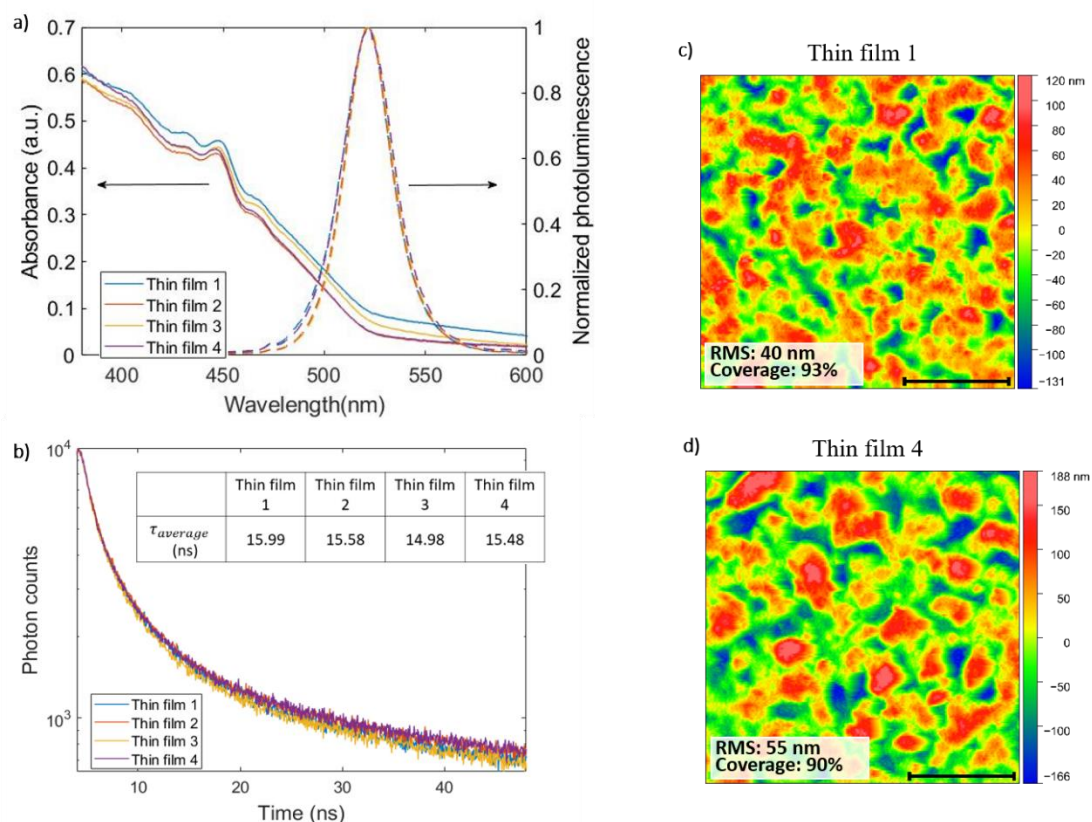 a)
0.7
0.6
0.5
0.4
0.3
0.2
0.1
0
Absorbance (a.u.)
1
0.8
0.6
0.4
0.2
0
Normalized photoluminescence
Thin film 1
Thin film 2
Thin film 3
Thin film 4
400 450 500 550 600
Wavelength(nm)
b)
10⁴
10³
Photon counts
Thin film 1 Thin film 2 Thin film 3 Thin film 4
τaverage (ns) 15.99 15.58 14.98 15.48
Thin film 1
Thin film 2
Thin film 3
Thin film 4
10 20 30 40
Time (ns)
c) Thin film 1
120 nm
100
80
60
40
20
0
−20
−40
−60
−80
−100
−131
RMS: 40 nm
Coverage: 93%
d) Thin film 4
188 nm
150
100
50
0
−50
−100
−166
RMS: 55 nm
Coverage: 90%